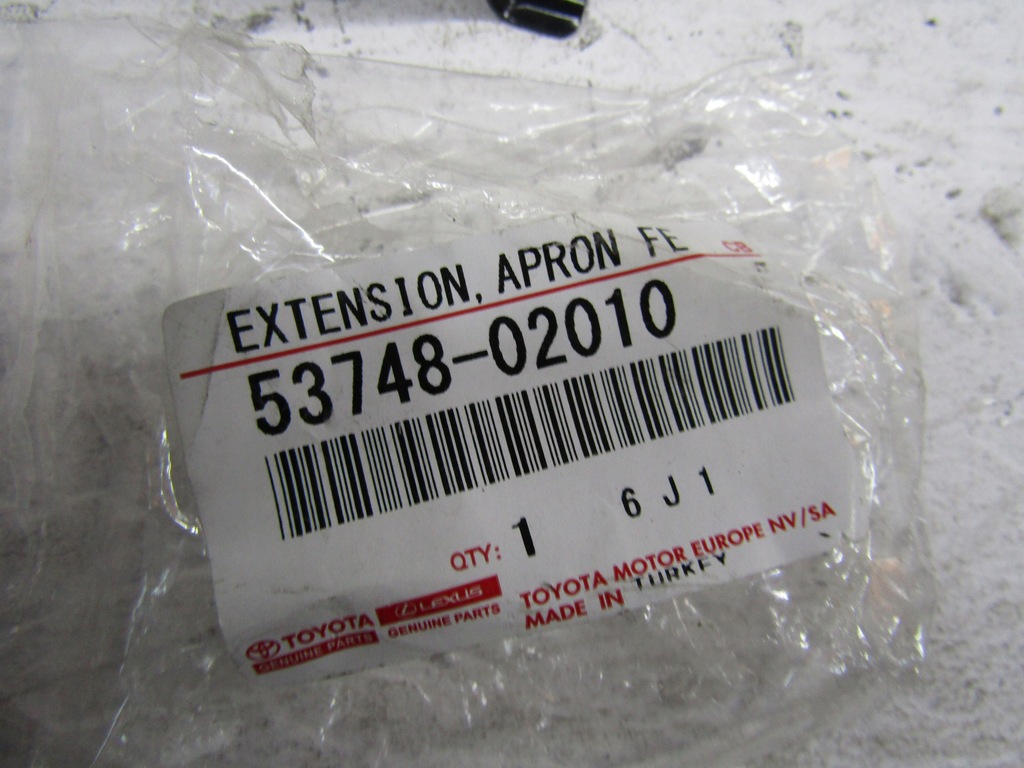 EXTENSION, APRON FE
53748-02010
6 J 1
QTY: 1
TOYOTA
GENUINE PARTS
LEXUS
GENUINE PARTS
TOYOTA MOTOR EUROPE NV/SA
MADE IN TURKEY